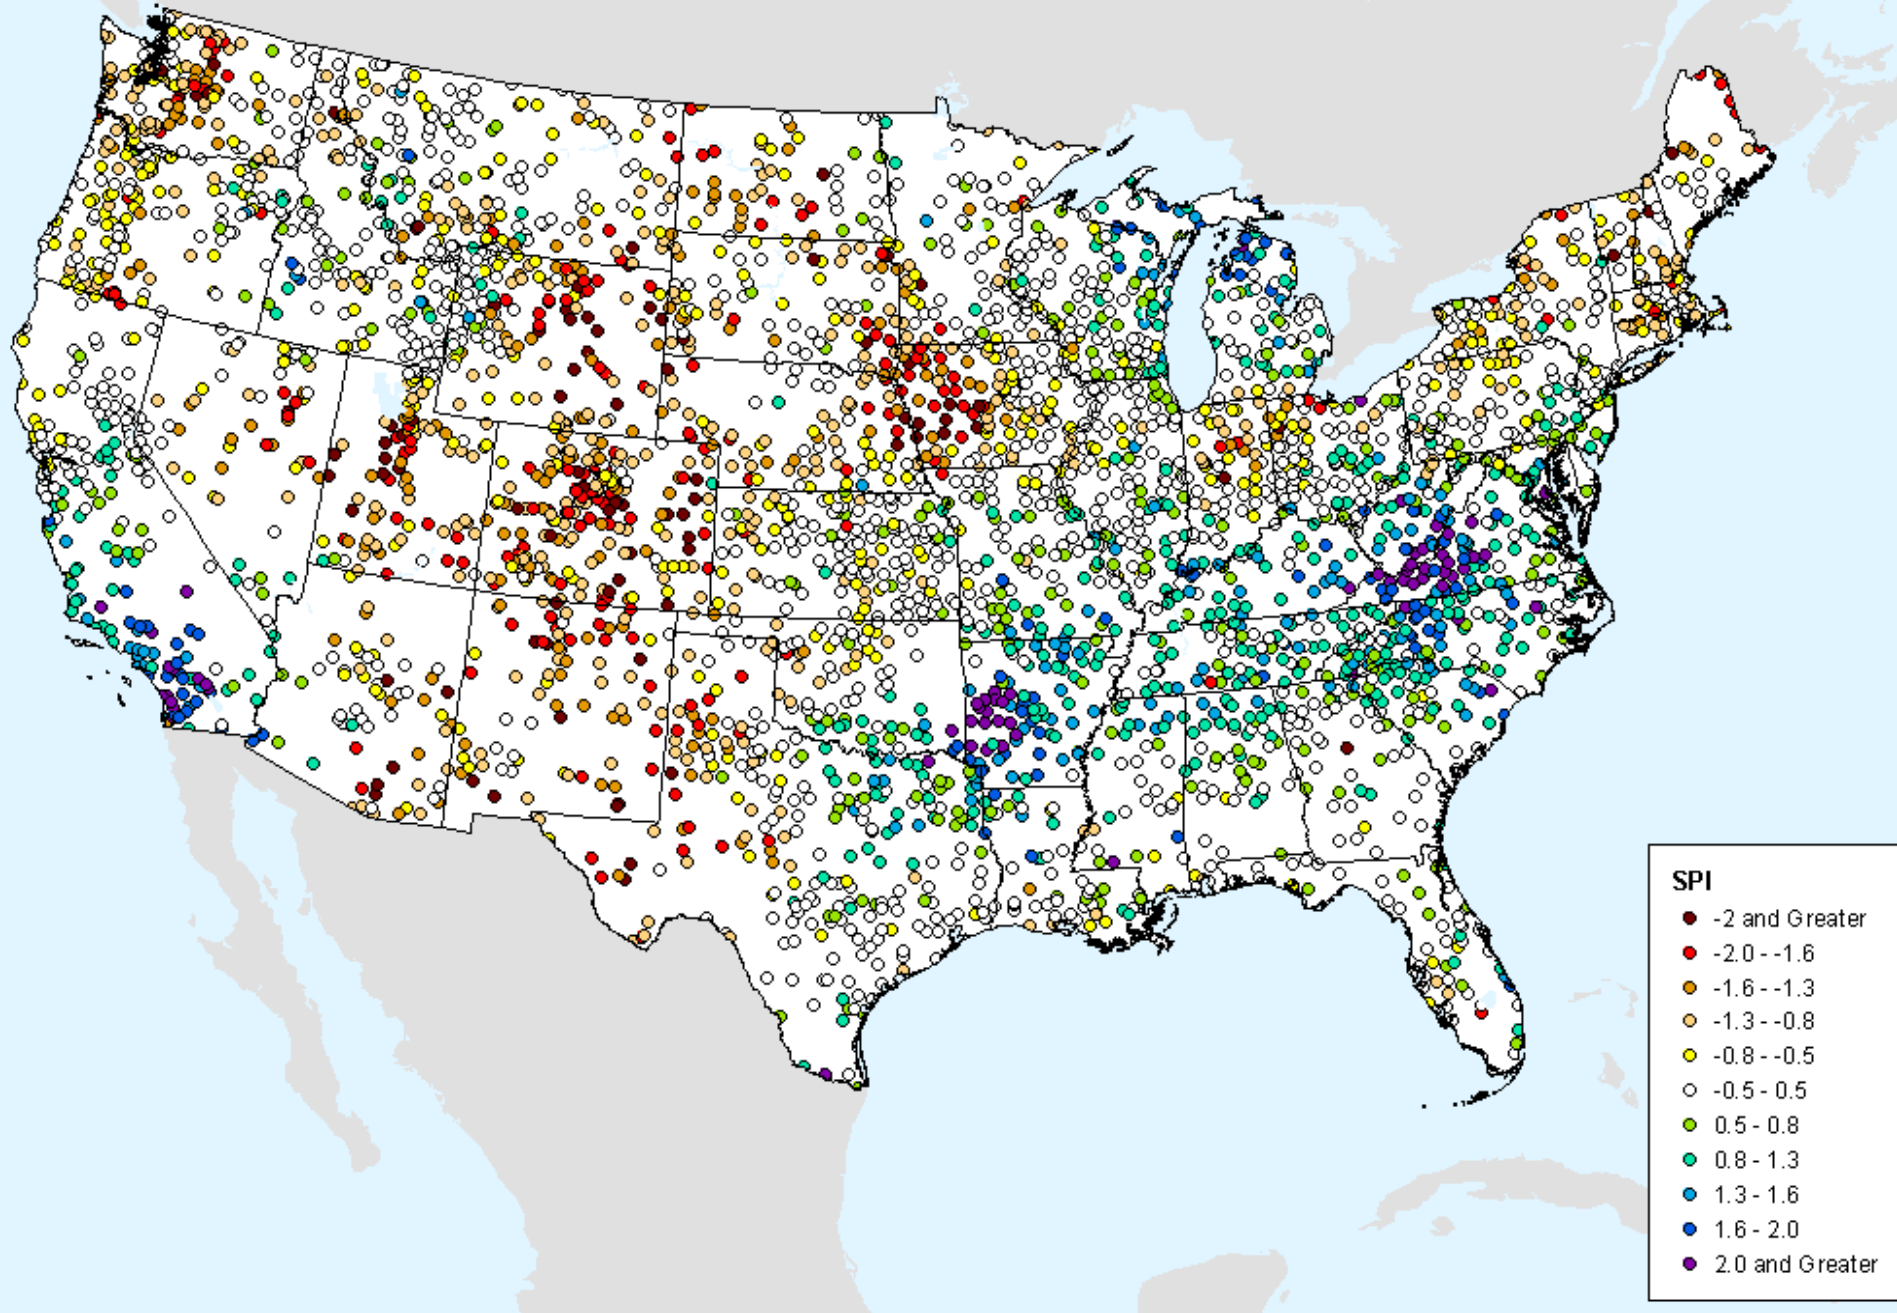 SPI
-2 and Greater
-2.0 - -1.6
-1.6 - -1.3
-1.3 - -0.8
-0.8 - -0.5
-0.5 - 0.5
0.5 - 0.8
0.8 - 1.3
1.3 - 1.6
1.6 - 2.0
2.0 and Greater